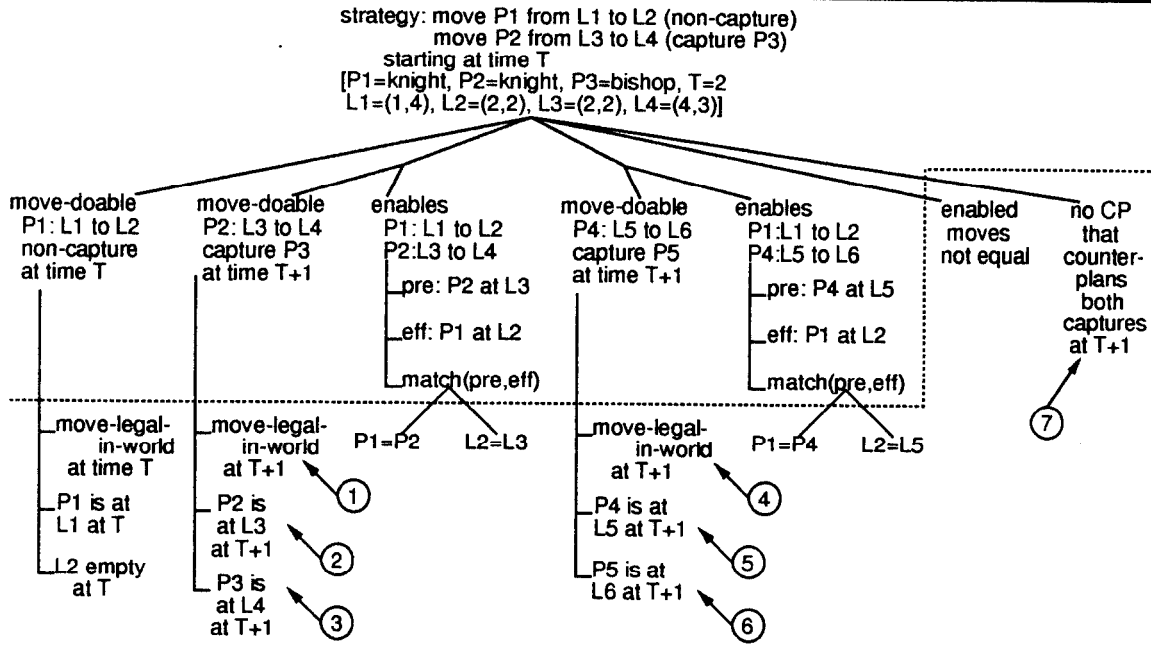 strategy: move P1 from L1 to L2 (non-capture)
move P2 from L3 to L4 (capture P3)
starting at time T
[P1=knight, P2=knight, P3=bishop, T=2
L1=(1,4), L2=(2,2), L3=(2,2), L4=(4,3)]
move-doable
P1: L1 to L2
non-capture
at time T
move-legal-
in-world
at time T
P1 is at
L1 at T
L2 empty
at T
move-doable
P2: L3 to L4
capture P3
at time T+1
move-legal-
in-world
at T+1
1
P2 is
at L3
at T+1
2
P3 is
at L4
at T+1
3
enables
P1: L1 to L2
P2:L3 to L4
pre: P2 at L3
eff: P1 at L2
match(pre,eff)
P1=P2
L2=L3
move-doable
P4: L5 to L6
capture P5
at time T+1
move-legal-
in-world
at T+1
4
P4 is at
L5 at T+1
5
P5 is at
L6 at T+1
6
enables
P1:L1 to L2
P4:L5 to L6
pre: P4 at L5
eff: P1 at L2
match(pre,eff)
P1=P4
L2=L5
enabled
moves
not equal
no CP
that
counter-
plans
both
captures
at T+1
7